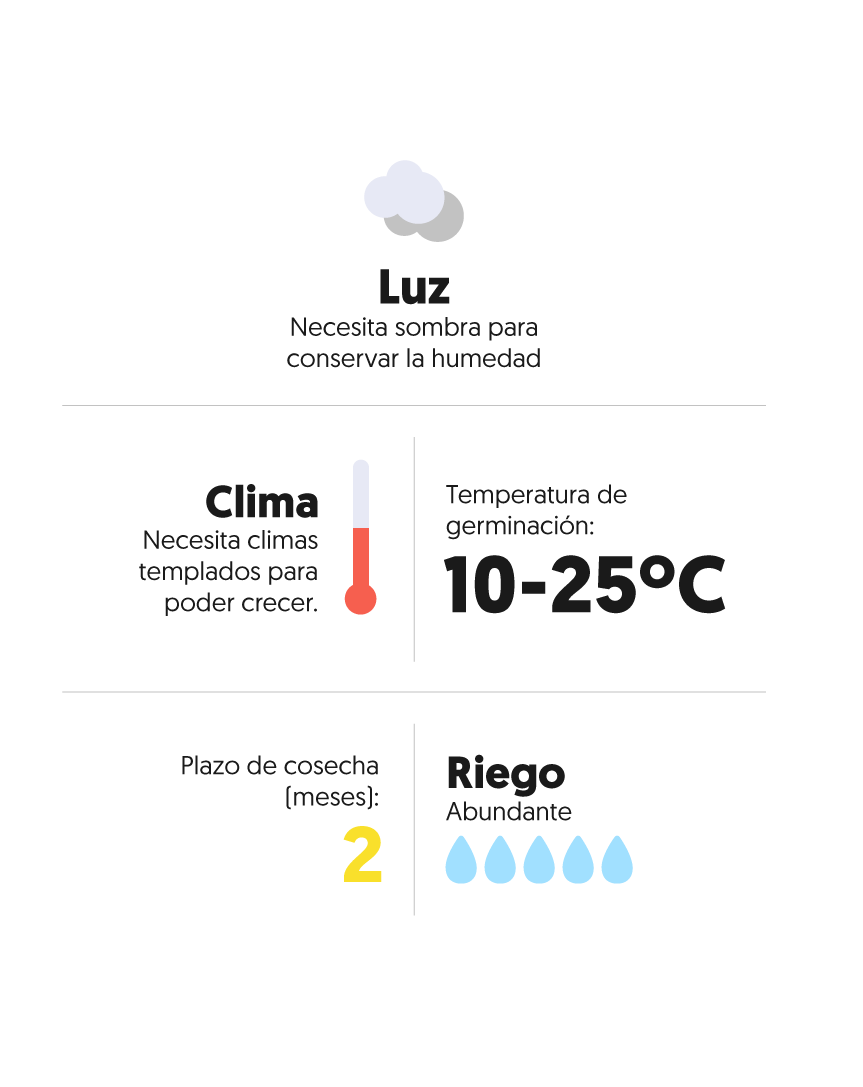 Luz
Necesita sombra para
conservar la humedad
Clima
Necesita climas
templados para
poder crecer.
Temperatura de
germinación:
10-25ºC
Plazo de cosecha
(meses):
2
Riego
Abundante